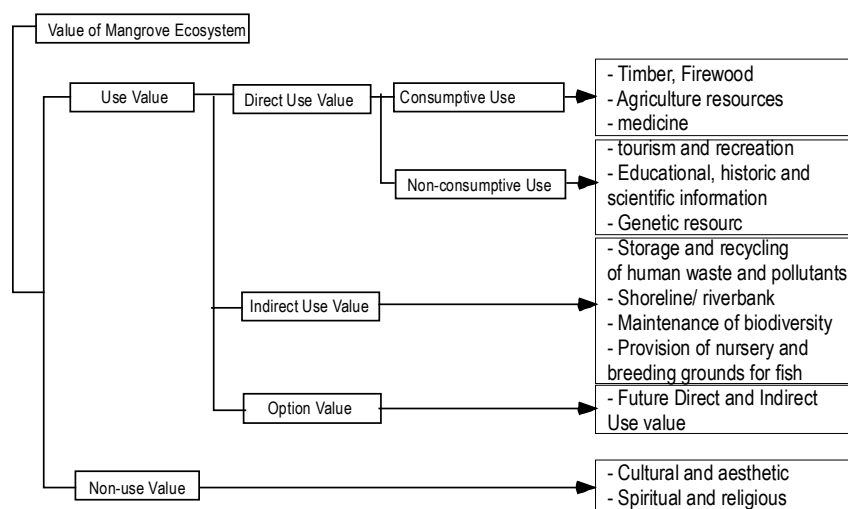 Value of Mangrove Ecosystem
Use Value
Direct Use Value
Consumptive Use
- Timber, Firewood
- Agriculture resources
- medicine
Non-consumptive Use
- tourism and recreation
- Educational, historic and
scientific information
- Genetic resourc
Indirect Use Value
- Storage and recycling
of human waste and pollutants
- Shoreline/ riverbank
- Maintenance of biodiversity
- Provision of nursery and
breeding grounds for fish
Option Value
- Future Direct and Indirect
Use value
Non-use Value
- Cultural and aesthetic
- Spiritual and religious